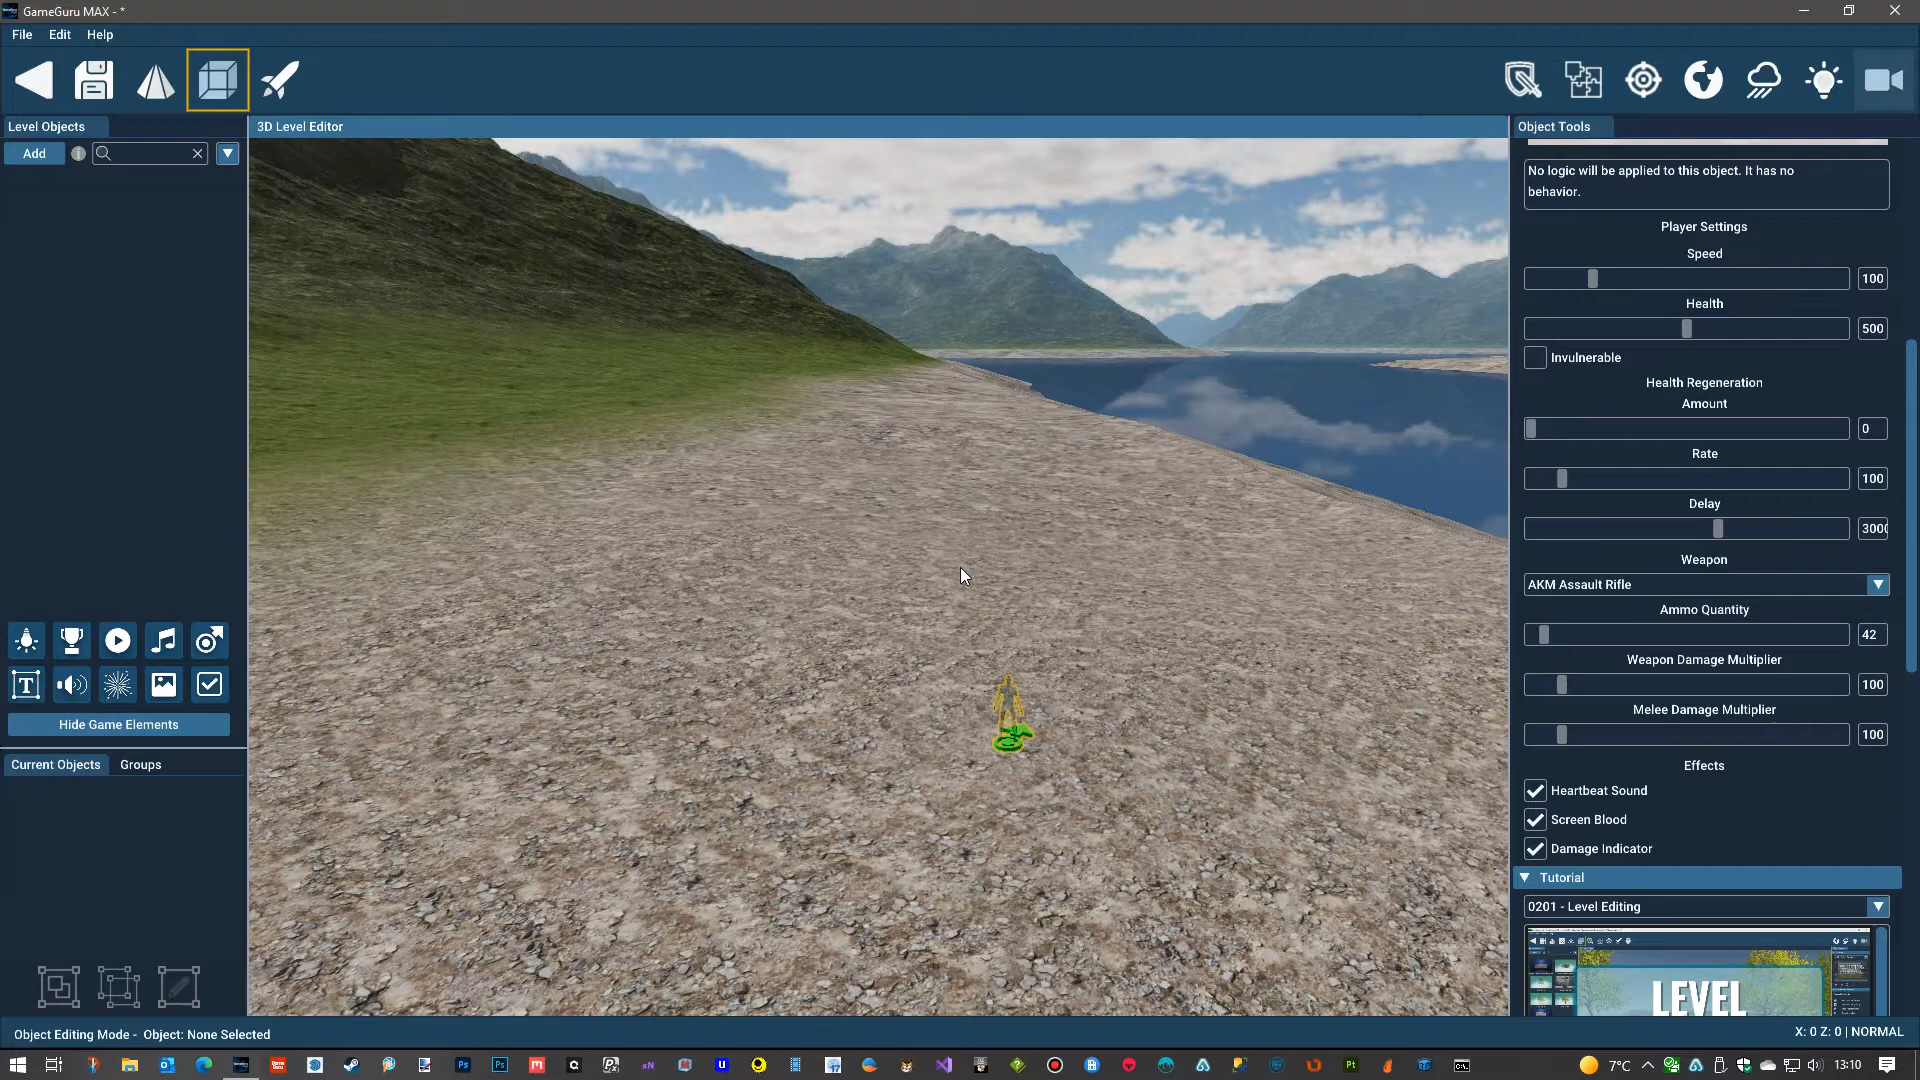 GameGuru MAX - *
File Edit Help
Level Objects
3D Level Editor
Object Tools
Add
No logic will be applied to this object. It has no
behavior.
Player Settings
Speed
100
Health
500
Invulnerable
Health Regeneration
Amount
0
Rate
100
Delay
3000
Weapon
AKM Assault Rifle
Ammo Quantity
42
Weapon Damage Multiplier
100
Melee Damage Multiplier
100
Effects
Heartbeat Sound
Screen Blood
Damage Indicator
Tutorial
0201 - Level Editing
LEVEL
Hide Game Elements
Current Objects Groups
Object Editing Mode - Object: None Selected
X: 0 Z: 0 | NORMAL
7°C
13:10